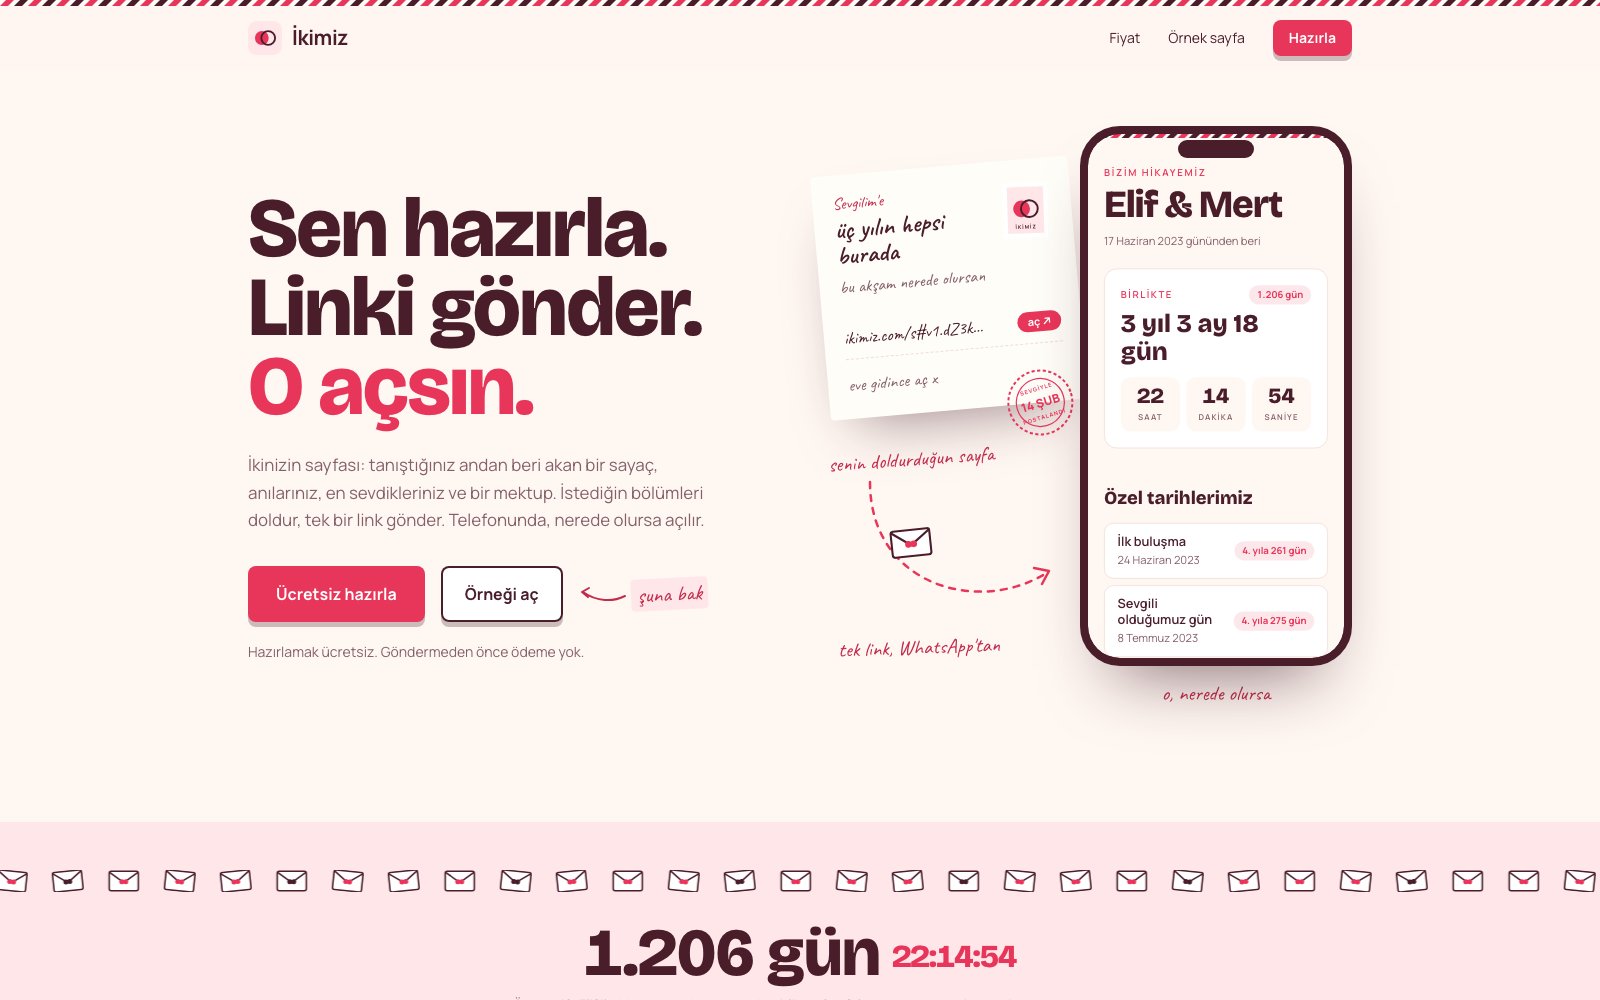 İkimiz
Fiyat
Örnek sayfa
Hazırla
Sen hazırla.
Linki gönder.
O açsın.
İkinizin sayfası: tanıştığınız andan beri akan bir sayaç,
anılarınız, en sevdikleriniz ve bir mektup. İstediğin bölümleri
doldur, tek bir link gönder. Telefonunda, nerede olursa açılır.
Ücretsiz hazırla
Örneği aç
şuna bak
Hazırlamak ücretsiz. Göndermeden önce ödeme yok.
Sevgilim'e
üç yılın hepsi
burada
bu akşam nerede olursan
ikimiz.com/s#v1.dZ3k...
aç ↗
eve gidince aç x
İKİMİZ
SEVGİYLE
14 ŞUB
POSTALANDI
senin doldurduğun sayfa
tek link, WhatsApp'tan
BİZİM HİKAYEMİZ
Elif & Mert
17 Haziran 2023 gününden beri
BİRLİKTE
1.206 gün
3 yıl 3 ay 18
gün
22
SAAT
14
DAKİKA
54
SANİYE
Özel tarihlerimiz
İlk buluşma
24 Haziran 2023
4. yıla 261 gün
Sevgili
olduğumuz gün
8 Temmuz 2023
4. yıla 275 gün
o, nerede olursa
1.206 gün 22:14:54